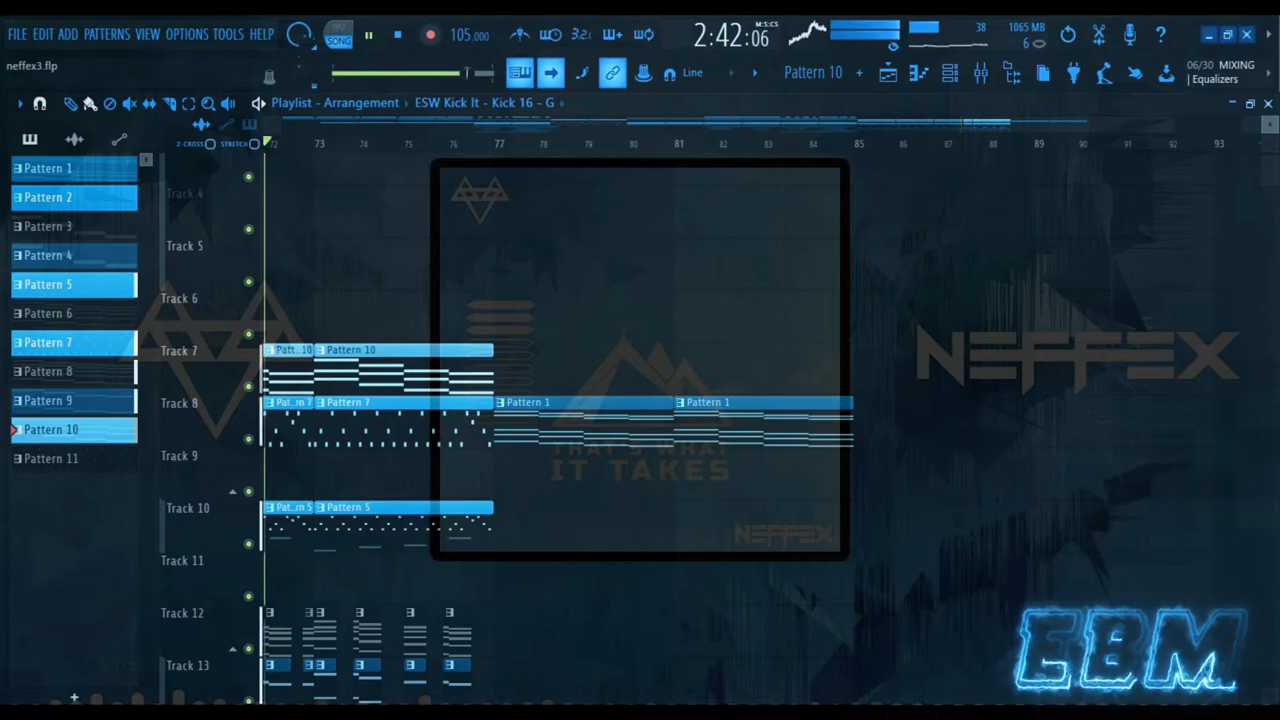 FILE EDIT ADD PATTERNS VIEW OPTIONS TOOLS HELP
PAT
SONG
105.000
3.2.
2:42:06
M:S:CS
38
1065 MB
6
neffex3.flp
Line
Pattern 10
06/30 MIXING
Equalizers
Playlist - Arrangement ESW Kick It - Kick 16 - G
Z-CROSS STRETCH
72 73 74 75 76 77 78 79 80 81 82 83 84 85 86 87 88 89 90 91 92 93
Pattern 1
Pattern 2
Pattern 3
Pattern 4
Pattern 5
Pattern 6
Pattern 7
Pattern 8
Pattern 9
Pattern 10
Pattern 11
Track 4
Track 5
Track 6
Track 7
Patt..10 Pattern 10
Track 8
Pat..rn 7 Pattern 7 Pattern 1 Pattern 1
Track 9
Track 10
Pat..rn 5 Pattern 5
Track 11
Track 12
Track 13
THAT'S WHAT
IT TAKES
NEFFEX
NEFFEX
EBM